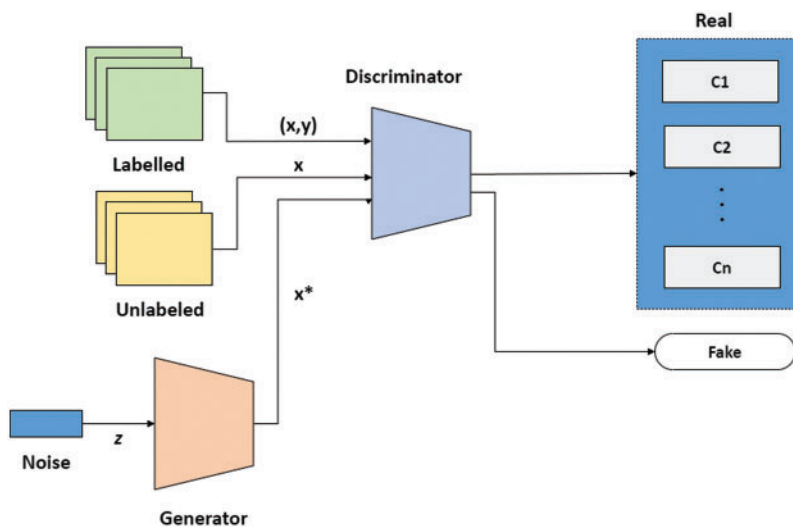 Real
C1
Discriminator
(x,y)
Labelled
C2
x
Cn
Unlabeled
x*
Fake
z
Noise
Generator